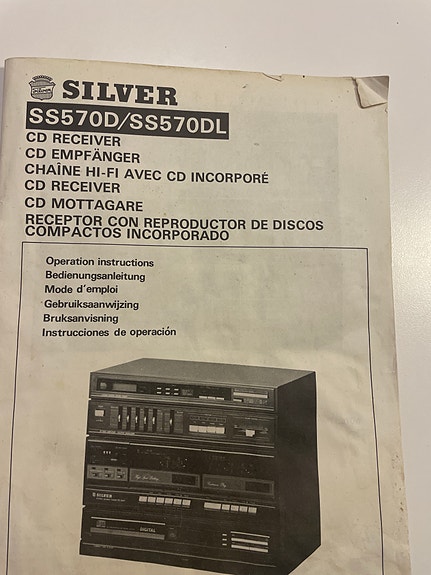 SILVER
SS570D/SS570DL
CD RECEIVER
CD EMPFÄNGER
CHAÎNE HI-FI AVEC CD INCORPORÉ
CD RECEIVER
CD MOTTAGARE
RECEPTOR CON REPRODUCTOR DE DISCOS
COMPACTOS INCORPORADO
Operation instructions
Bedienungsanleitung
Mode d'emploi
Gebruiksaanwijzing
Bruksanvisning
Instrucciones de operación
SILVER
DIGITAL